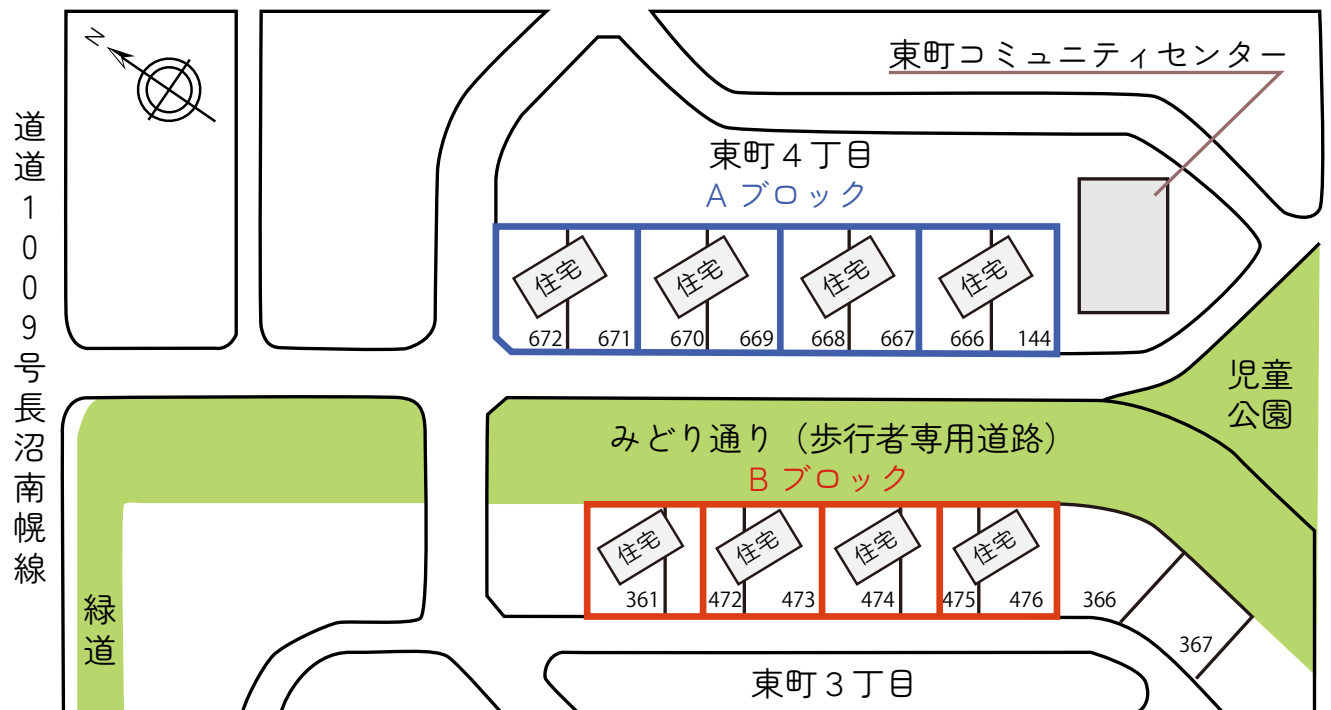 N
東町コミュニティセンター
道道1009号長沼南幌線
東町4丁目
A ブロック
住宅
住宅
住宅
住宅
672
671
670
669
668
667
666
144
児童
公園
みどり通り（歩行者専用道路）
B ブロック
住宅
住宅
住宅
住宅
361
472
473
474
475
476
366
367
緑道
東町3丁目